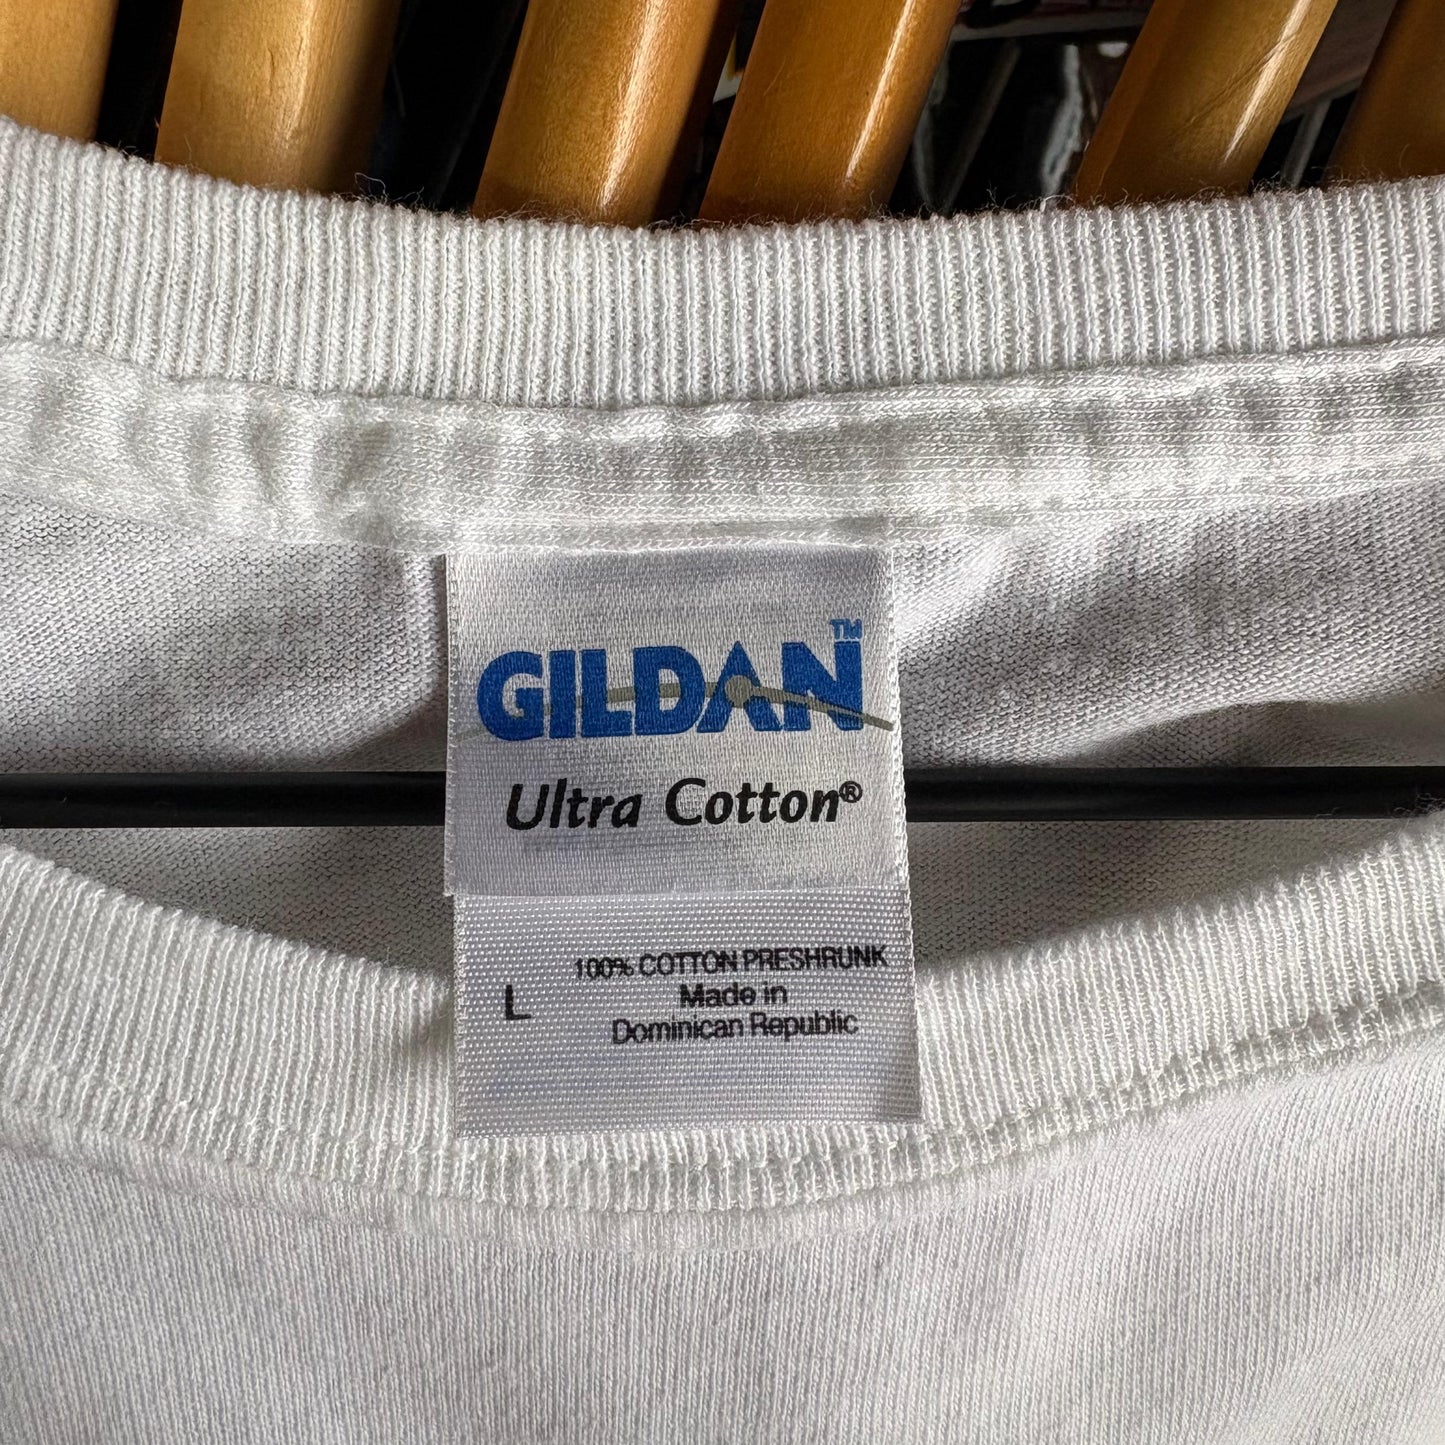 GILDAN™
Ultra Cotton®
100% COTTON PRESHRUNK
L
Made in
Dominican Republic